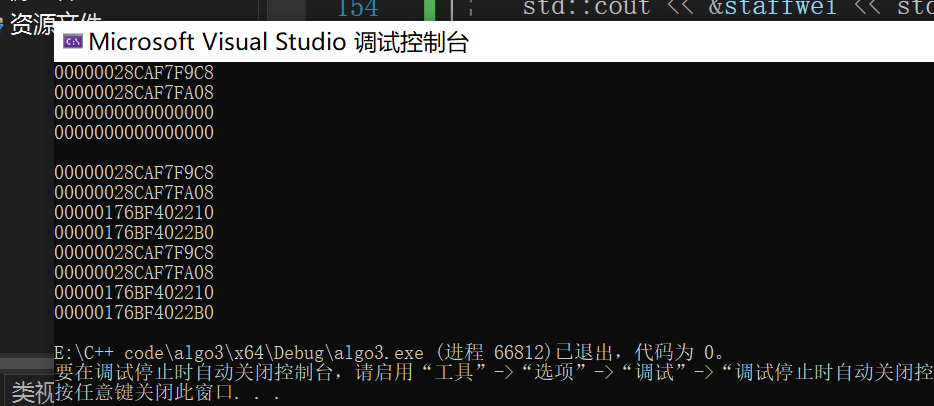 资源文件
154
std::cout << &staffwei << std
Microsoft Visual Studio 调试控制台
00000028CAF7F9C8
00000028CAF7FA08
0000000000000000
0000000000000000
00000028CAF7F9C8
00000028CAF7FA08
00000176BF402210
00000176BF4022B0
00000028CAF7F9C8
00000028CAF7FA08
00000176BF402210
00000176BF4022B0
E:\C++ code\algo3\x64\Debug\algo3.exe (进程 66812)已退出，代码为 0。
要在调试停止时自动关闭控制台，请启用“工具”->“选项”->“调试”->“调试停止时自动关闭控
类视
按任意键关闭此窗口. . .